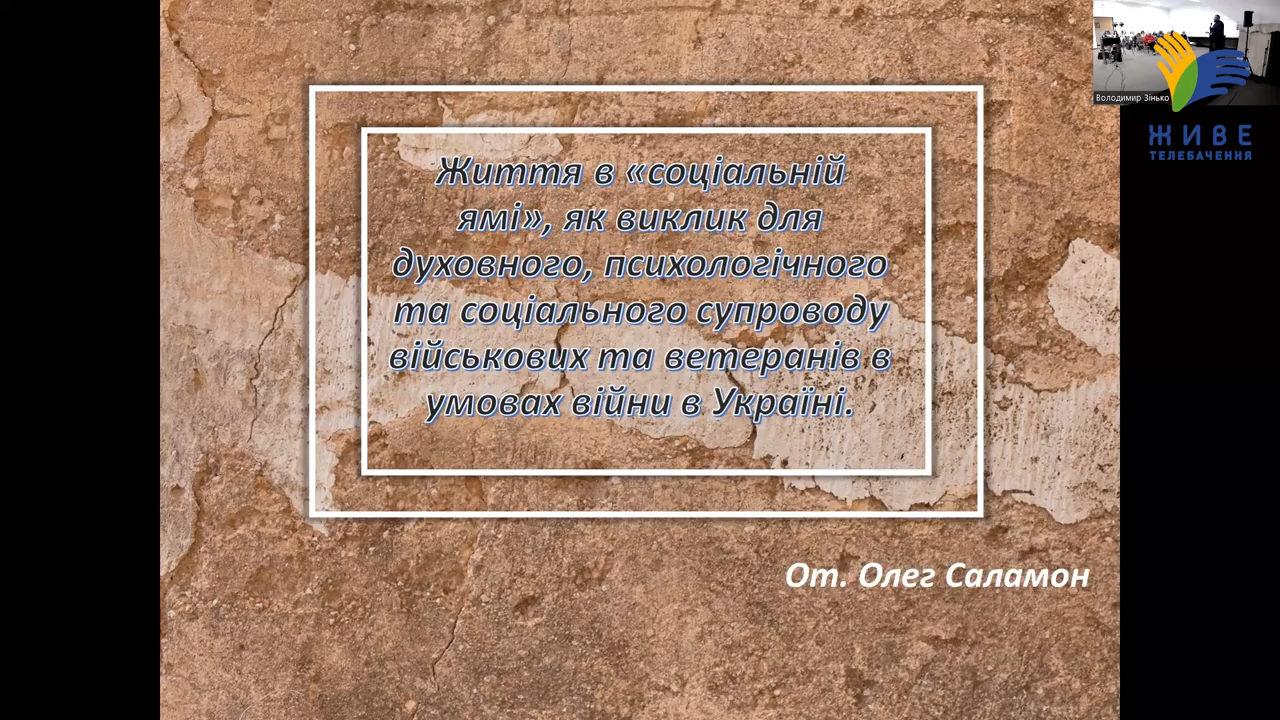 Володимир Зінько
ЖИВЕ
ТЕЛЕБАЧЕННЯ
Життя в «соціальній
ямі», як виклик для
духовного, психологічного
та соціального супроводу
військових та ветеранів в
умовах війни в Україні.
От. Олег Саламон